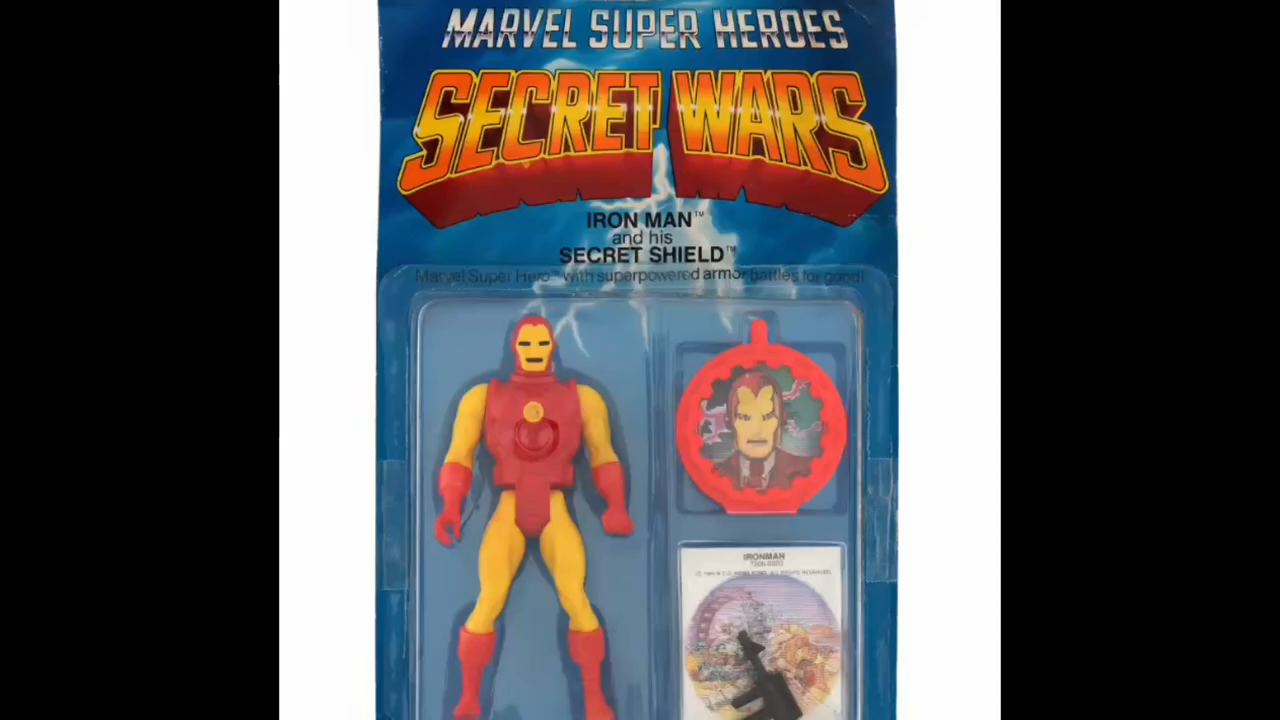 MARVEL SUPER HEROES
SECRET WARS
IRON MAN™
and his
SECRET SHIELD™
Marvel Super Hero™ with superpowered armor battles for good!
IRONMAN